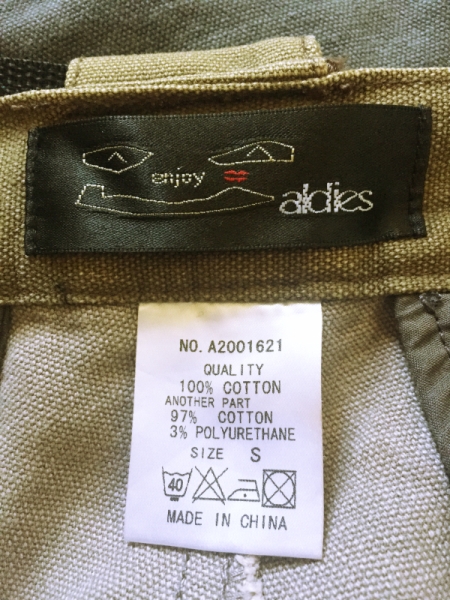 enjoy
aldies
NO. A2001621
QUALITY
100% COTTON
ANOTHER PART
97% COTTON
3% POLYURETHANE
SIZE S
40
MADE IN CHINA